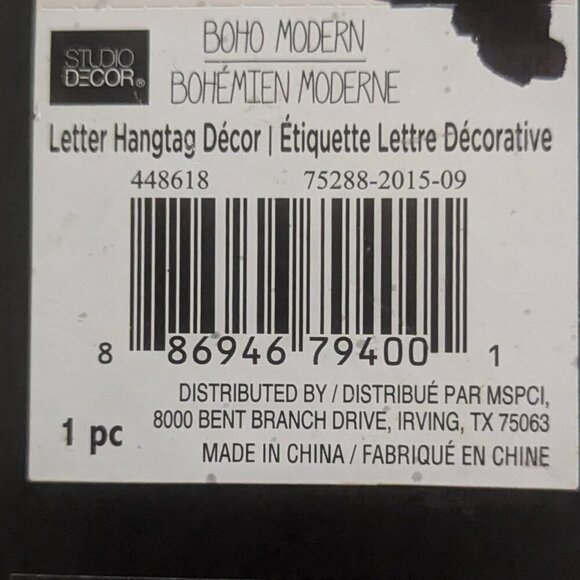 STUDIO
DECOR®
BOHO MODERN
BOHÉMIEN MODERNE
Letter Hangtag Décor | Étiquette Lettre Décorative
448618 75288-2015-09
8 86946 79400 1
DISTRIBUTED BY / DISTRIBUÉ PAR MSPCI,
8000 BENT BRANCH DRIVE, IRVING, TX 75063
1 pc
MADE IN CHINA / FABRIQUÉ EN CHINE